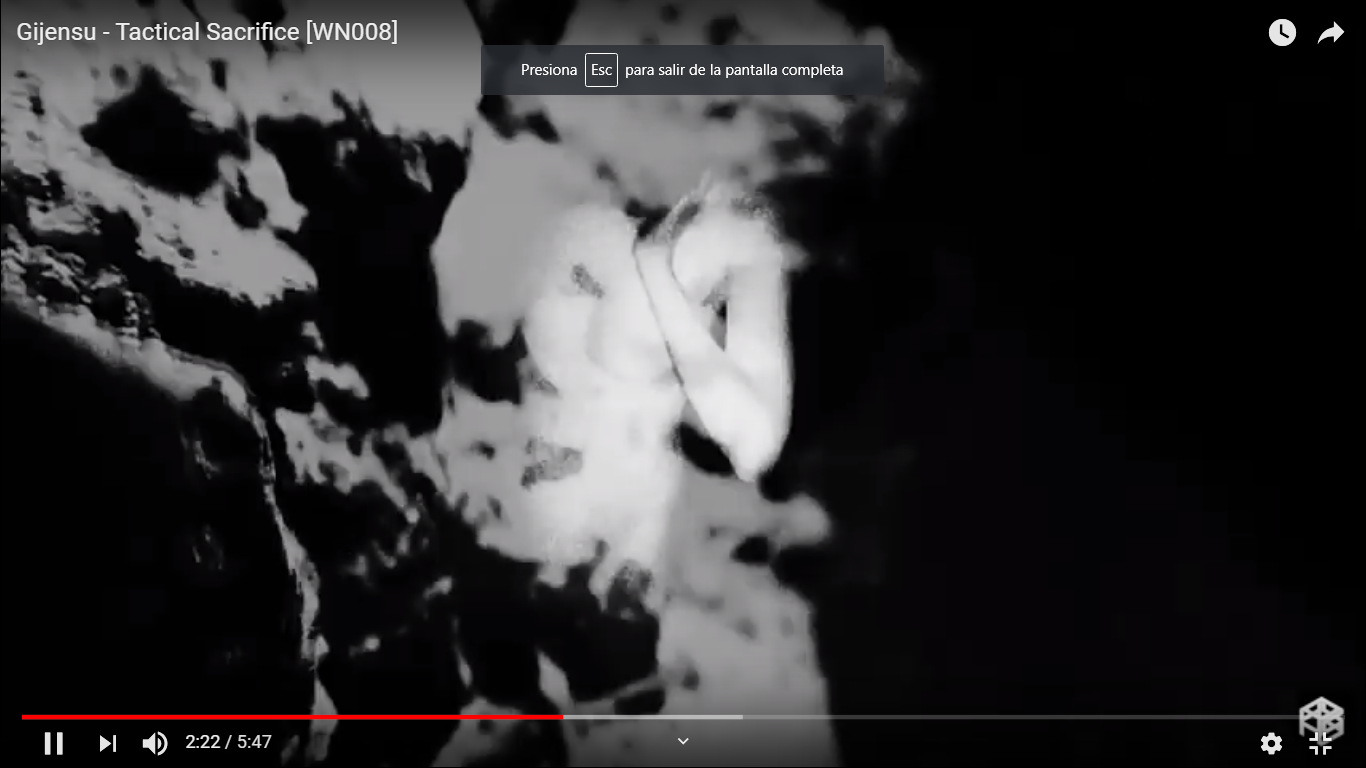 Gijensu - Tactical Sacrifice [WN008]
Presiona Esc para salir de la pantalla completa
2:22 / 5:47